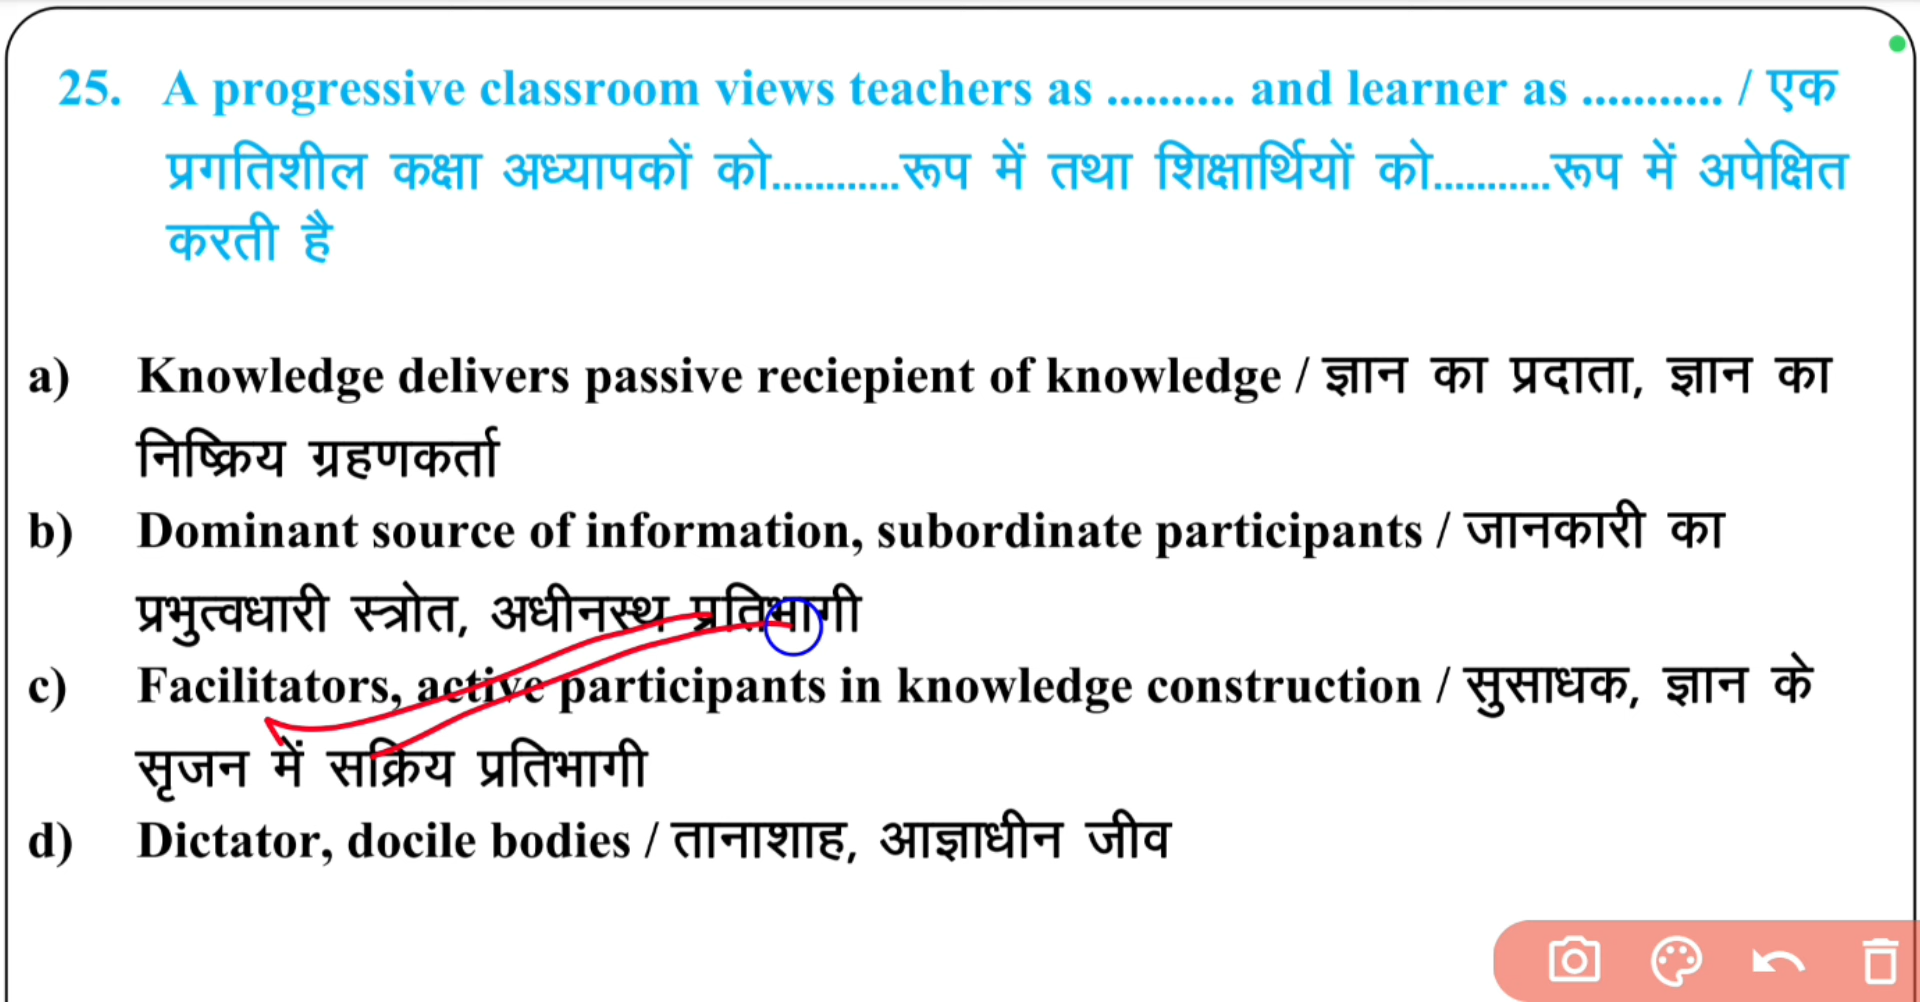 25. A progressive classroom views teachers as .......... and learner as ........... / एक
प्रगतिशील कक्षा अध्यापकों को............रूप में तथा शिक्षार्थियों को...........रूप में अपेक्षित
करती है
a) Knowledge delivers passive reciepient of knowledge / ज्ञान का प्रदाता, ज्ञान का
निष्क्रिय ग्रहणकर्ता
b) Dominant source of information, subordinate participants / जानकारी का
प्रभुत्वधारी स्त्रोत, अधीनस्थ प्रतिभागी
c) Facilitators, active participants in knowledge construction / सुसाधक, ज्ञान के
सृजन में सक्रिय प्रतिभागी
d) Dictator, docile bodies / तानाशाह, आज्ञाधीन जीव